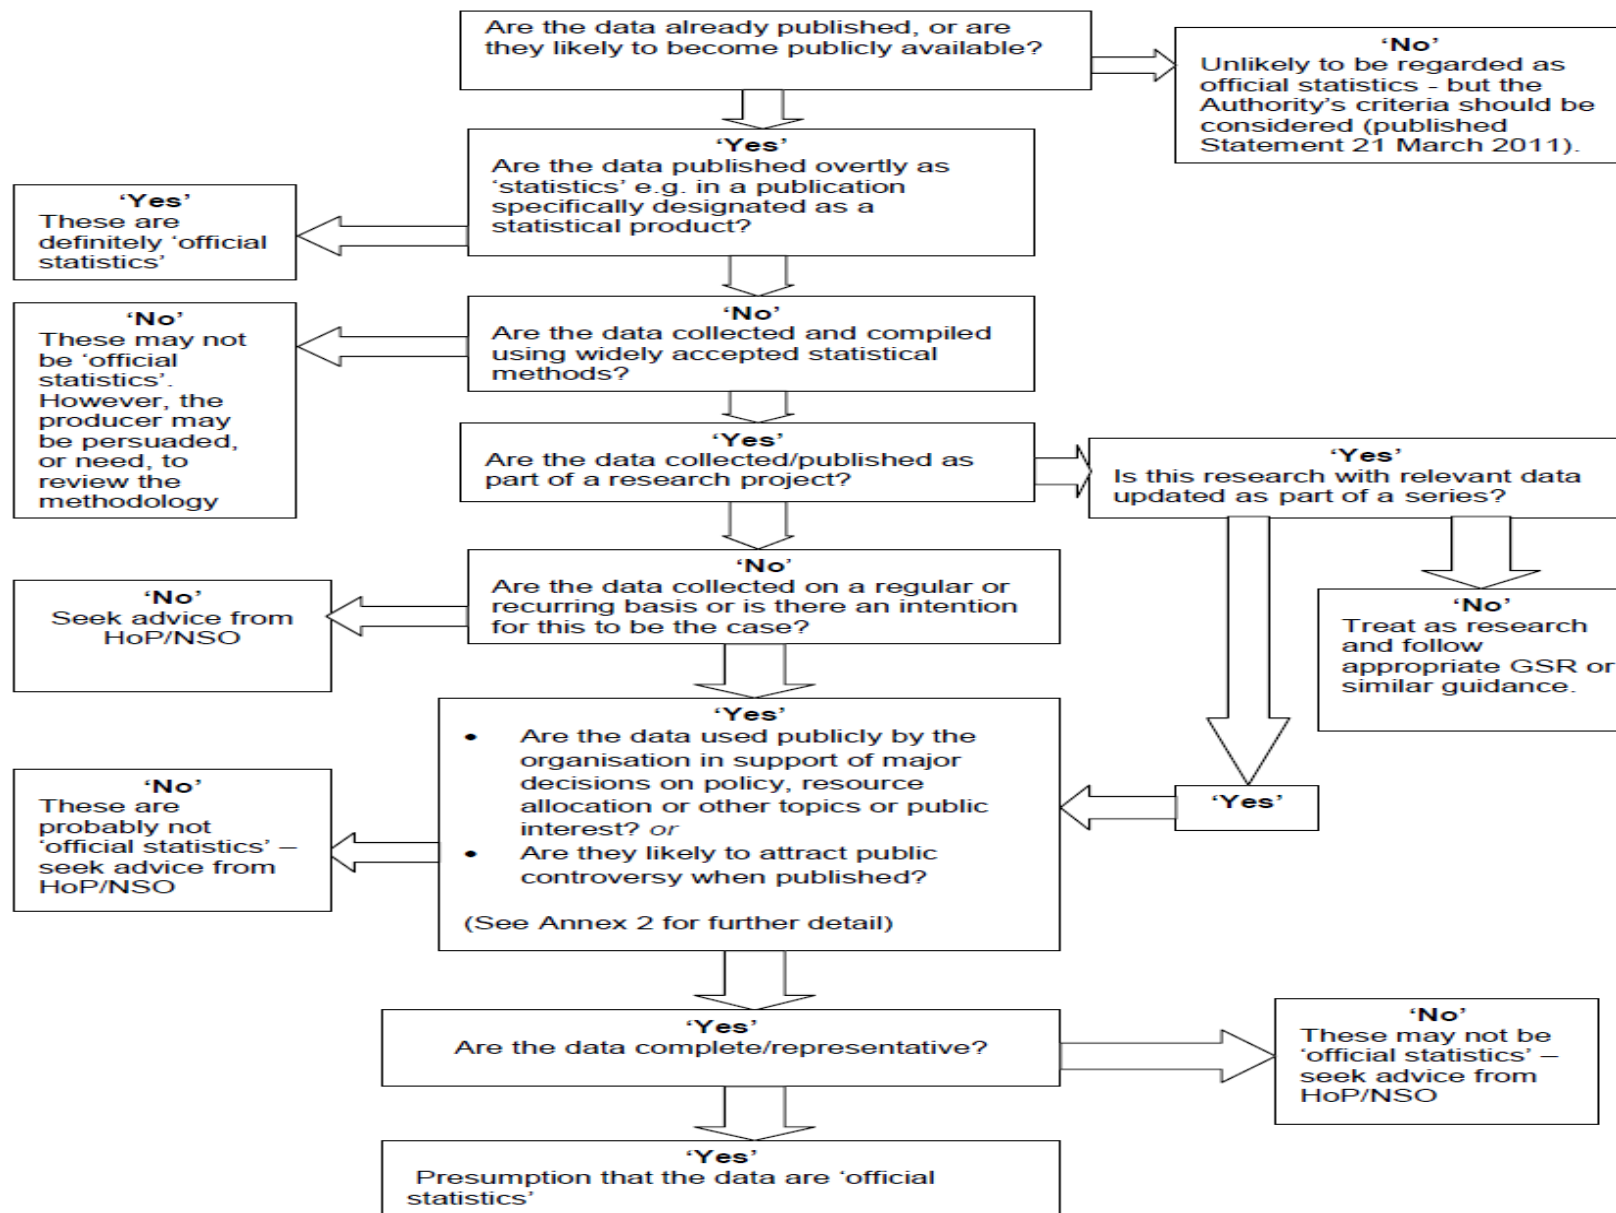 Are the data already published, or are
they likely to become publicly available?
‘No’
Unlikely to be regarded as
official statistics - but the
Authority’s criteria should be
considered (published
Statement 21 March 2011).
‘Yes’
Are the data published overtly as
‘statistics’ e.g. in a publication
specifically designated as a
statistical product?
‘Yes’
These are
definitely ‘official
statistics’
‘No’
Are the data collected and compiled
using widely accepted statistical
methods?
‘No’
These may not
be ‘official
statistics’.
However, the
producer may
be persuaded,
or need, to
review the
methodology
‘Yes’
Are the data collected/published as
part of a research project?
‘Yes’
Is this research with relevant data
updated as part of a series?
‘No’
Are the data collected on a regular or
recurring basis or is there an intention
for this to be the case?
‘No’
Seek advice from
HoP/NSO
‘No’
Treat as research
and follow
appropriate GSR or
similar guidance.
‘Yes’
• Are the data used publicly by the
organisation in support of major
decisions on policy, resource
allocation or other topics or public
interest? or
• Are they likely to attract public
controversy when published?
(See Annex 2 for further detail)
‘Yes’
‘No’
These are
probably not
‘official statistics’ –
seek advice from
HoP/NSO
‘Yes’
Are the data complete/representative?
‘No’
These may not be
‘official statistics’ –
seek advice from
HoP/NSO
‘Yes’
Presumption that the data are ‘official
statistics’